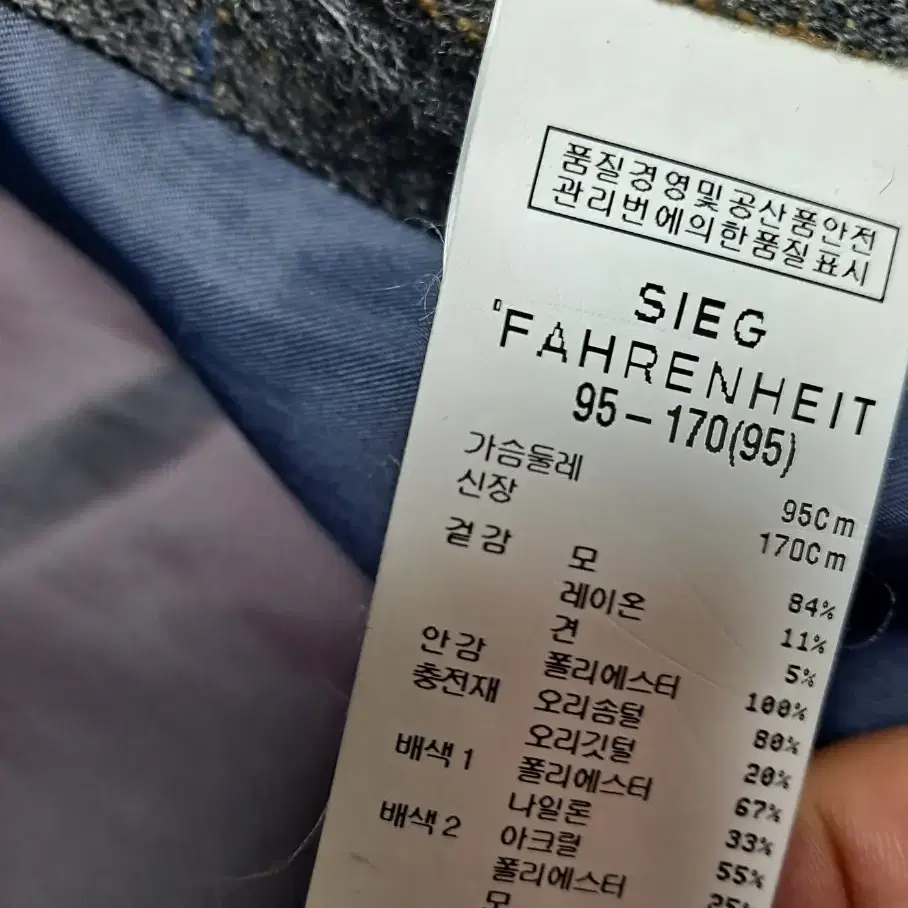 품질경영및공산품안전
관리번에의한품질표시
SIEG
FAHRENHEIT
95-170(95)
가슴둘레 95Cm
신장 170Cm
겉감 모 84%
레이온 11%
견 5%
안감 폴리에스터 100%
충전재 오리솜털 80%
오리깃털 20%
배색1 폴리에스터 67%
나일론 33%
배색2 아크릴 55%
폴리에스터 25%
모